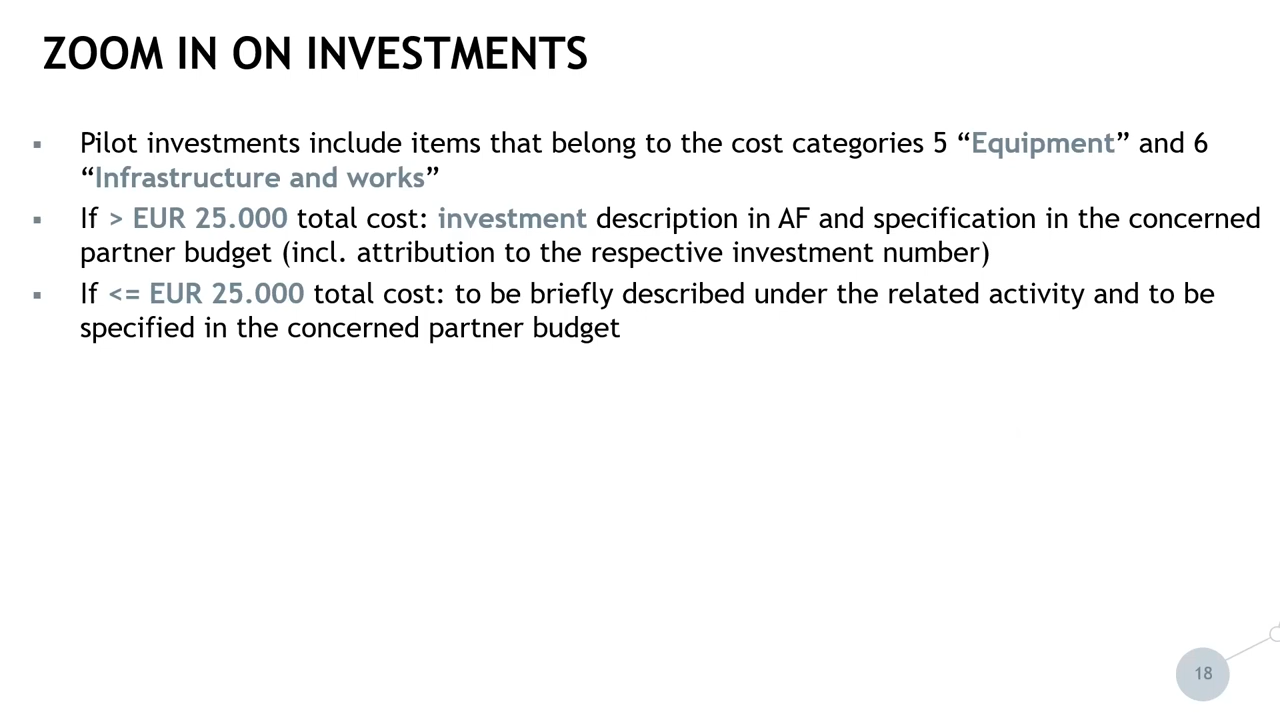 ZOOM IN ON INVESTMENTS
▪ Pilot investments include items that belong to the cost categories 5 “Equipment” and 6
“Infrastructure and works”
▪ If > EUR 25.000 total cost: investment description in AF and specification in the concerned
partner budget (incl. attribution to the respective investment number)
▪ If <= EUR 25.000 total cost: to be briefly described under the related activity and to be
specified in the concerned partner budget
18